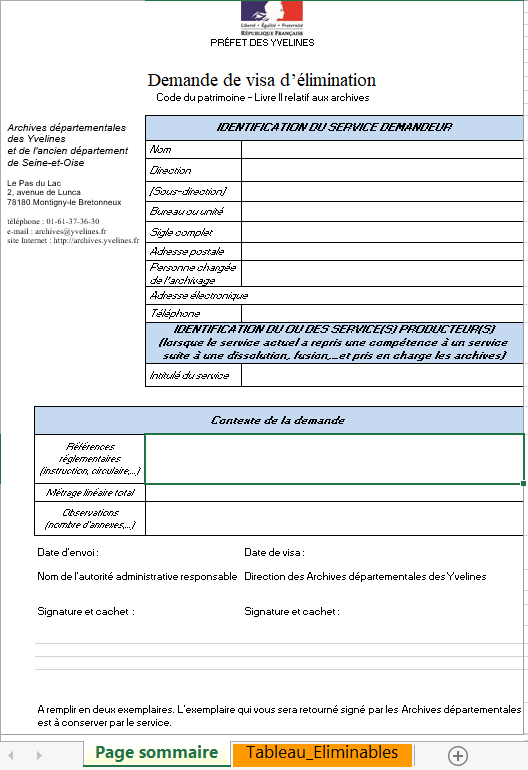 Liberté • Égalité • Fraternité
RÉPUBLIQUE FRANÇAISE
PRÉFET DES YVELINES
Demande de visa d'élimination
Code du patrimoine - Livre II relatif aux archives
Archives départementales
des Yvelines
et de l'ancien département
de Seine-et-Oise
Le Pas du Lac
2, avenue de Lunca
78180 Montigny-le Bretonneux
téléphone : 01-61-37-36-30
e-mail : archives@yvelines.fr
site Internet : http://archives.yvelines.fr
IDENTIFICATION DU SERVICE DEMANDEUR
Nom
Direction
(Sous-direction)
Bureau ou unité
Sigle complet
Adresse postale
Personne chargée
de l'archivage
Adresse électronique
Téléphone
IDENTIFICATION DU OU DES SERVICE(S) PRODUCTEUR(S)
(lorsque le service actuel a repris une compétence à un service
suite à une dissolution, fusion,...et pris en charge les archives)
Intitulé du service
Contexte de la demande
Références
réglementaires
(instruction, circulaire,...)
Métrage linéaire total
Observations
(nombre d'annexes,...)
Date d'envoi : Date de visa :
Nom de l'autorité administrative responsable Direction des Archives départementales des Yvelines
Signature et cachet : Signature et cachet :
A remplir en deux exemplaires. L'exemplaire qui vous sera retourné signé par les Archives départementales
est à conserver par le service.
Page sommaire Tableau_Eliminables